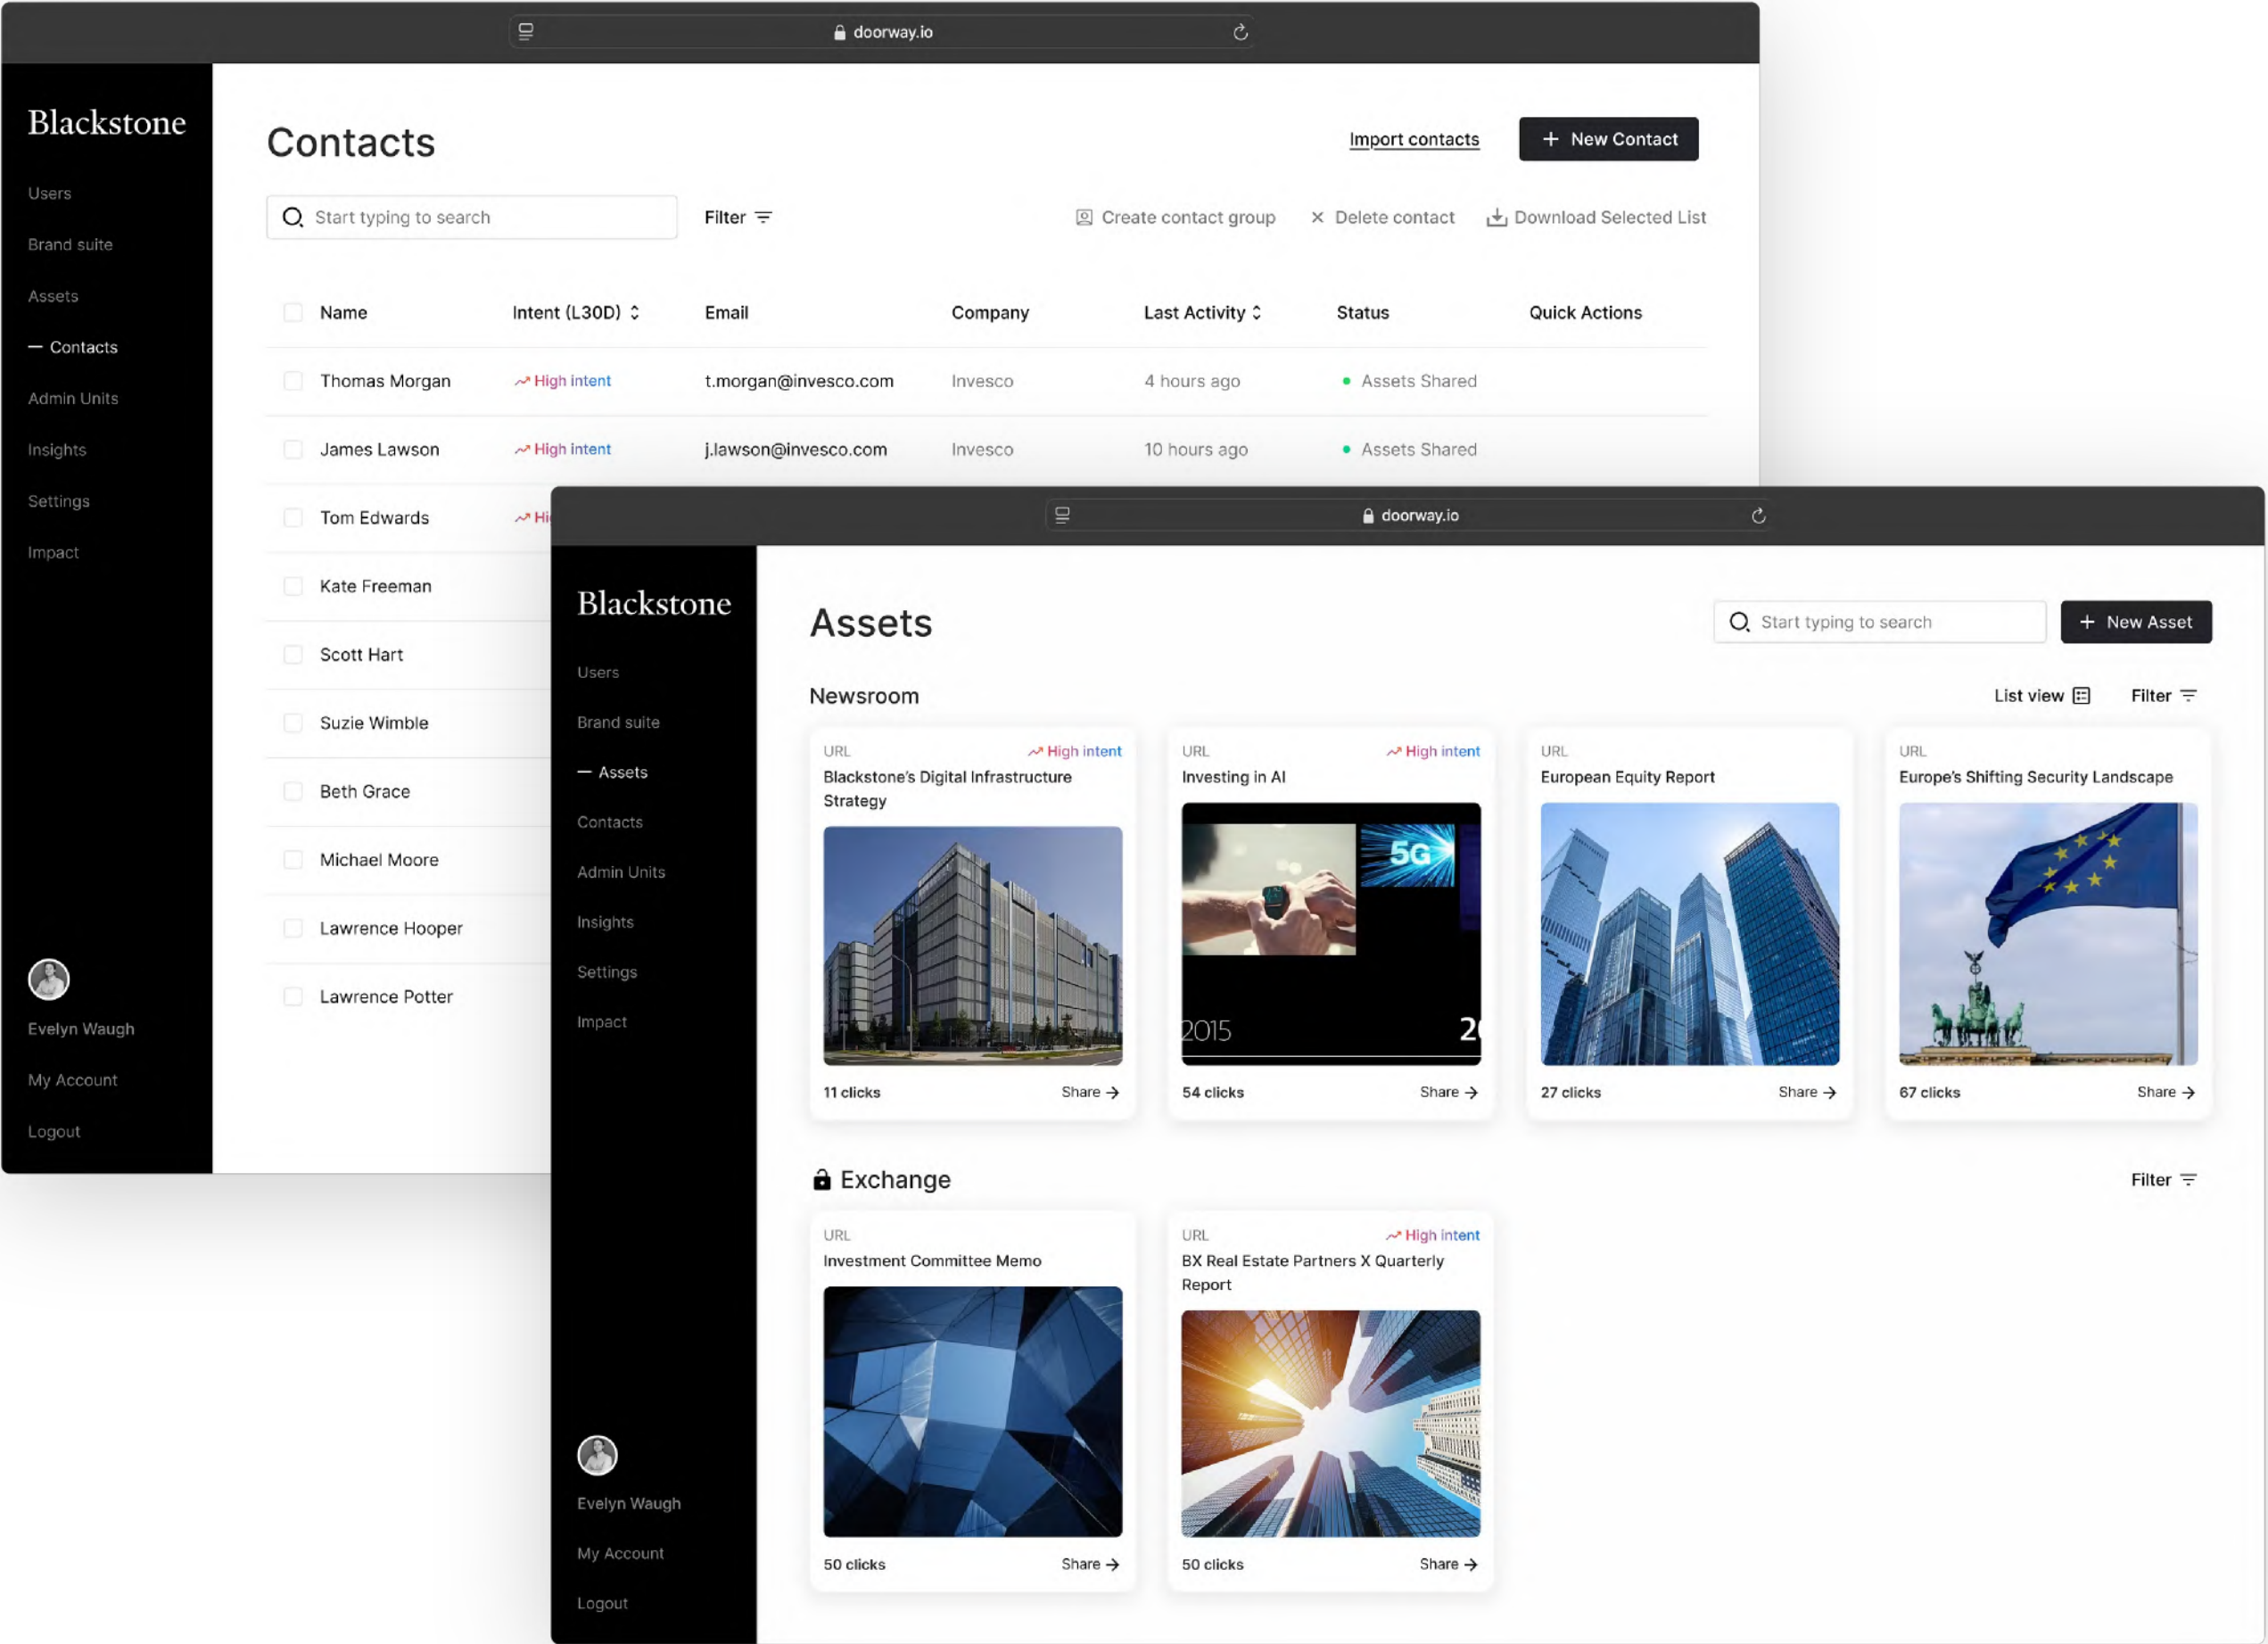 doorway.io
Blackstone
Users
Brand suite
Assets
Contacts
Admin Units
Insights
Settings
Impact
Evelyn Waugh
My Account
Logout
Contacts
Import contacts
+ New Contact
Start typing to search
Filter
Create contact group
Delete contact
Download Selected List
Name Intent (L30D) Email Company Last Activity Status Quick Actions
Thomas Morgan High intent t.morgan@invesco.com Invesco 4 hours ago Assets Shared
James Lawson High intent j.lawson@invesco.com Invesco 10 hours ago Assets Shared
Tom Edwards Hi
Kate Freeman
Scott Hart
Suzie Wimble
Beth Grace
Michael Moore
Lawrence Hooper
Lawrence Potter
doorway.io
Blackstone
Users
Brand suite
Assets
Contacts
Admin Units
Insights
Settings
Impact
Evelyn Waugh
My Account
Logout
Assets
Start typing to search
+ New Asset
Newsroom
List view
Filter
URL High intent
Blackstone's Digital Infrastructure
Strategy
11 clicks Share →
URL High intent
Investing in AI
5G
2015
54 clicks Share →
URL
European Equity Report
27 clicks Share →
URL
Europe's Shifting Security Landscape
67 clicks Share →
Exchange
Filter
URL
Investment Committee Memo
50 clicks Share →
URL High intent
BX Real Estate Partners X Quarterly
Report
50 clicks Share →